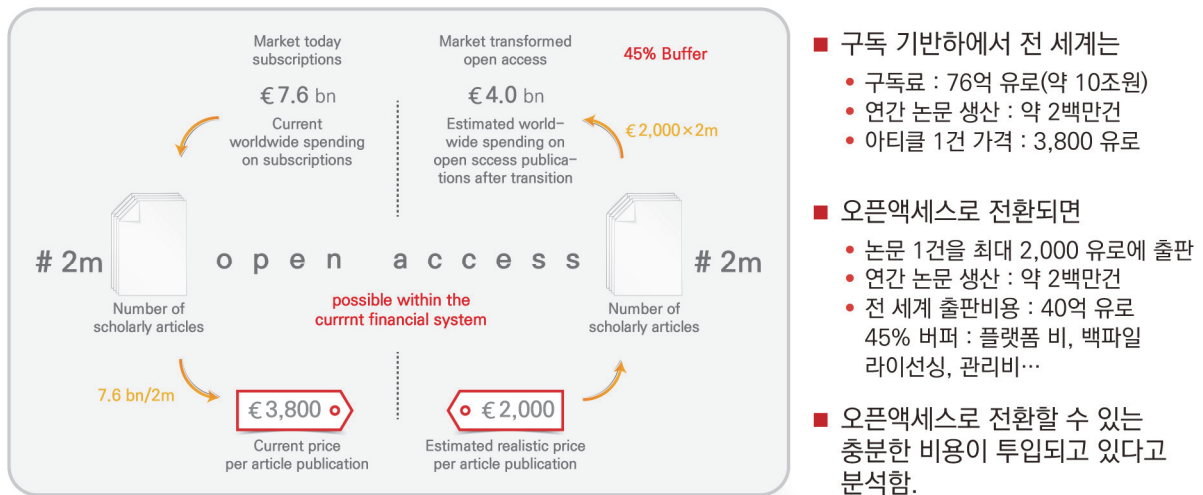 Market today
subscriptions
€7.6 bn
Current
worldwide spending
on subscriptions
Market transformed
open access
€4.0 bn
Estimated world-
wide spending on
open sccess publica-
tions after transition
45% Buffer
€2,000×2m
# 2m
Number of
scholarly articles
open access
possible within the
currrnt financial system
# 2m
Number of
scholarly articles
7.6 bn/2m
€3,800
Current price
per article publication
€2,000
Estimated realistic price
per article publication
■ 구독 기반하에서 전 세계는
• 구독료 : 76억 유로(약 10조원)
• 연간 논문 생산 : 약 2백만건
• 아티클 1건 가격 : 3,800 유로
■ 오픈액세스로 전환되면
• 논문 1건을 최대 2,000 유로에 출판
• 연간 논문 생산 : 약 2백만건
• 전 세계 출판비용 : 40억 유로
45% 버퍼 : 플랫폼 비, 백파일
라이선싱, 관리비…
■ 오픈액세스로 전환할 수 있는
충분한 비용이 투입되고 있다고
분석함.